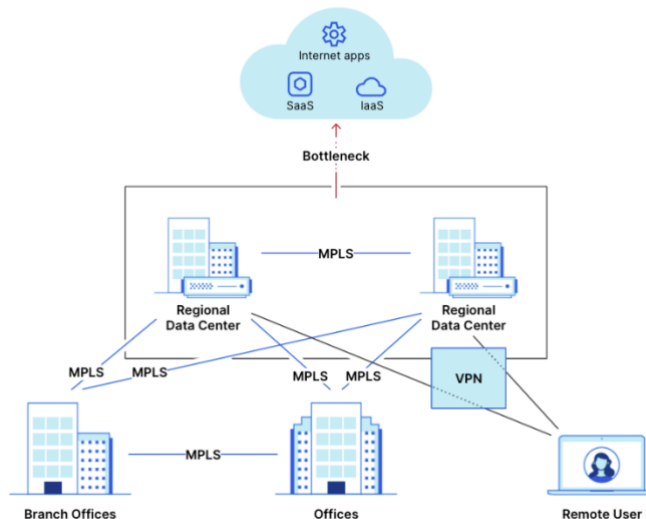 Internet apps
SaaS
IaaS
Bottleneck
MPLS
Regional
Data Center
Regional
Data Center
MPLS
MPLS
MPLS
MPLS
VPN
MPLS
Branch Offices
Offices
Remote User